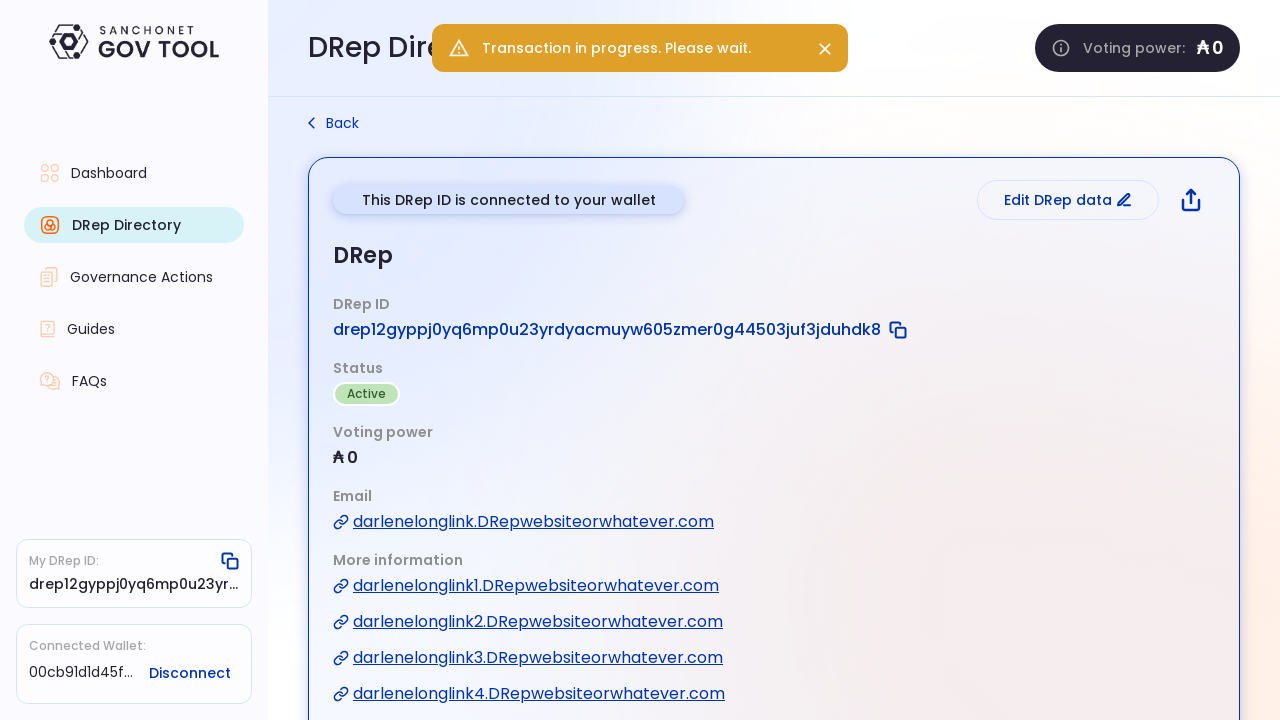 SANCHONET
GOV TOOL
DRep Dire
Transaction in progress. Please wait.
Voting power: ₳ 0
Back
Dashboard
DRep Directory
Governance Actions
Guides
FAQs
This DRep ID is connected to your wallet
Edit DRep data
DRep
DRep ID
drep12gyppj0yq6mp0u23yrdyacmuyw605zmer0g44503juf3jduhdk8
Status
Active
Voting power
₳ 0
Email
darlenelonglink.DRepwebsiteorwhatever.com
More information
darlenelonglink1.DRepwebsiteorwhatever.com
darlenelonglink2.DRepwebsiteorwhatever.com
darlenelonglink3.DRepwebsiteorwhatever.com
darlenelonglink4.DRepwebsiteorwhatever.com
My DRep ID:
drep12gyppj0yq6mp0u23yr...
Connected Wallet:
00cb91d1d45f... Disconnect